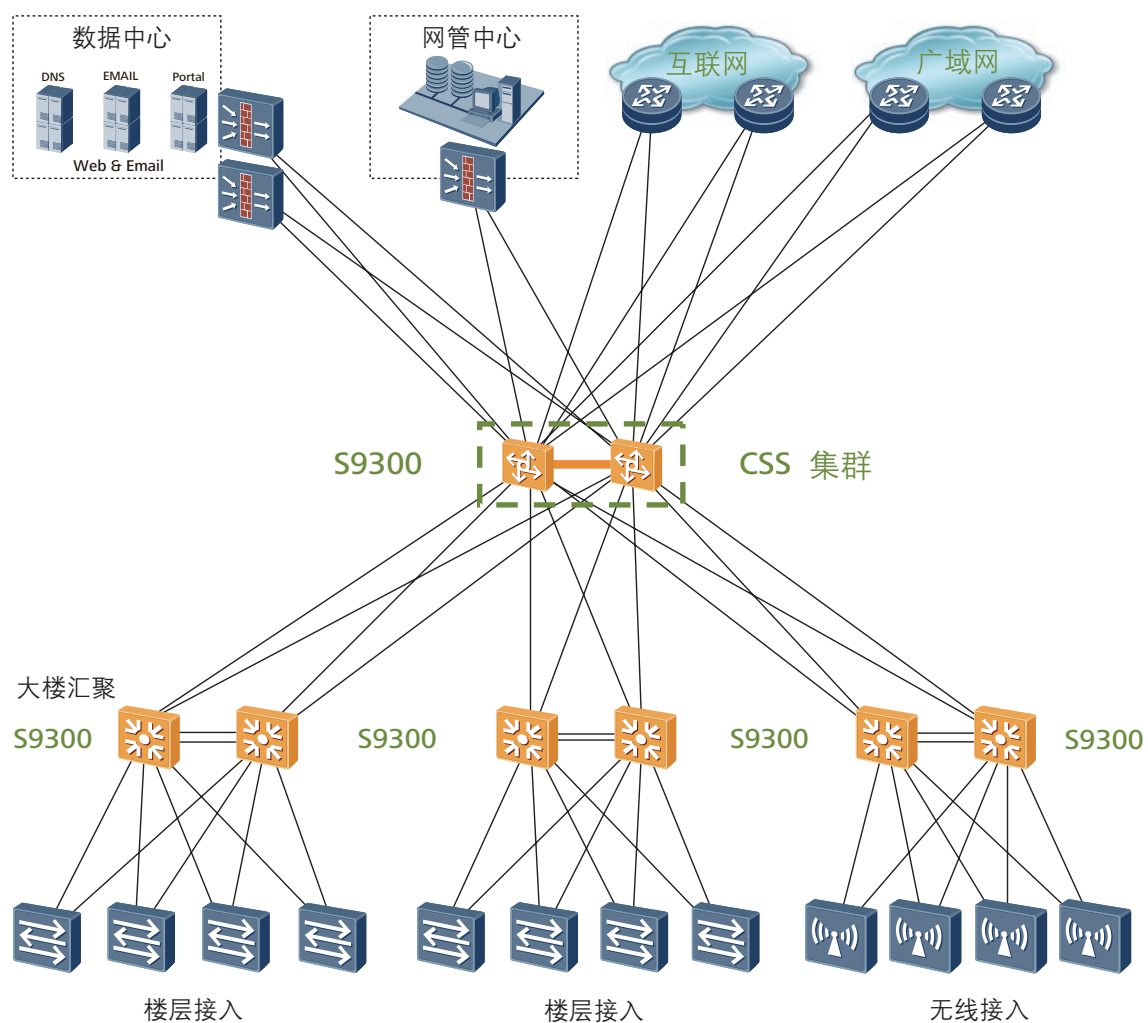 数据中心
网管中心
互联网
广域网
DNS
EMAIL
Portal
Web & Email
S9300
CSS 集群
大楼汇聚
S9300
S9300
S9300
S9300
楼层接入
楼层接入
无线接入